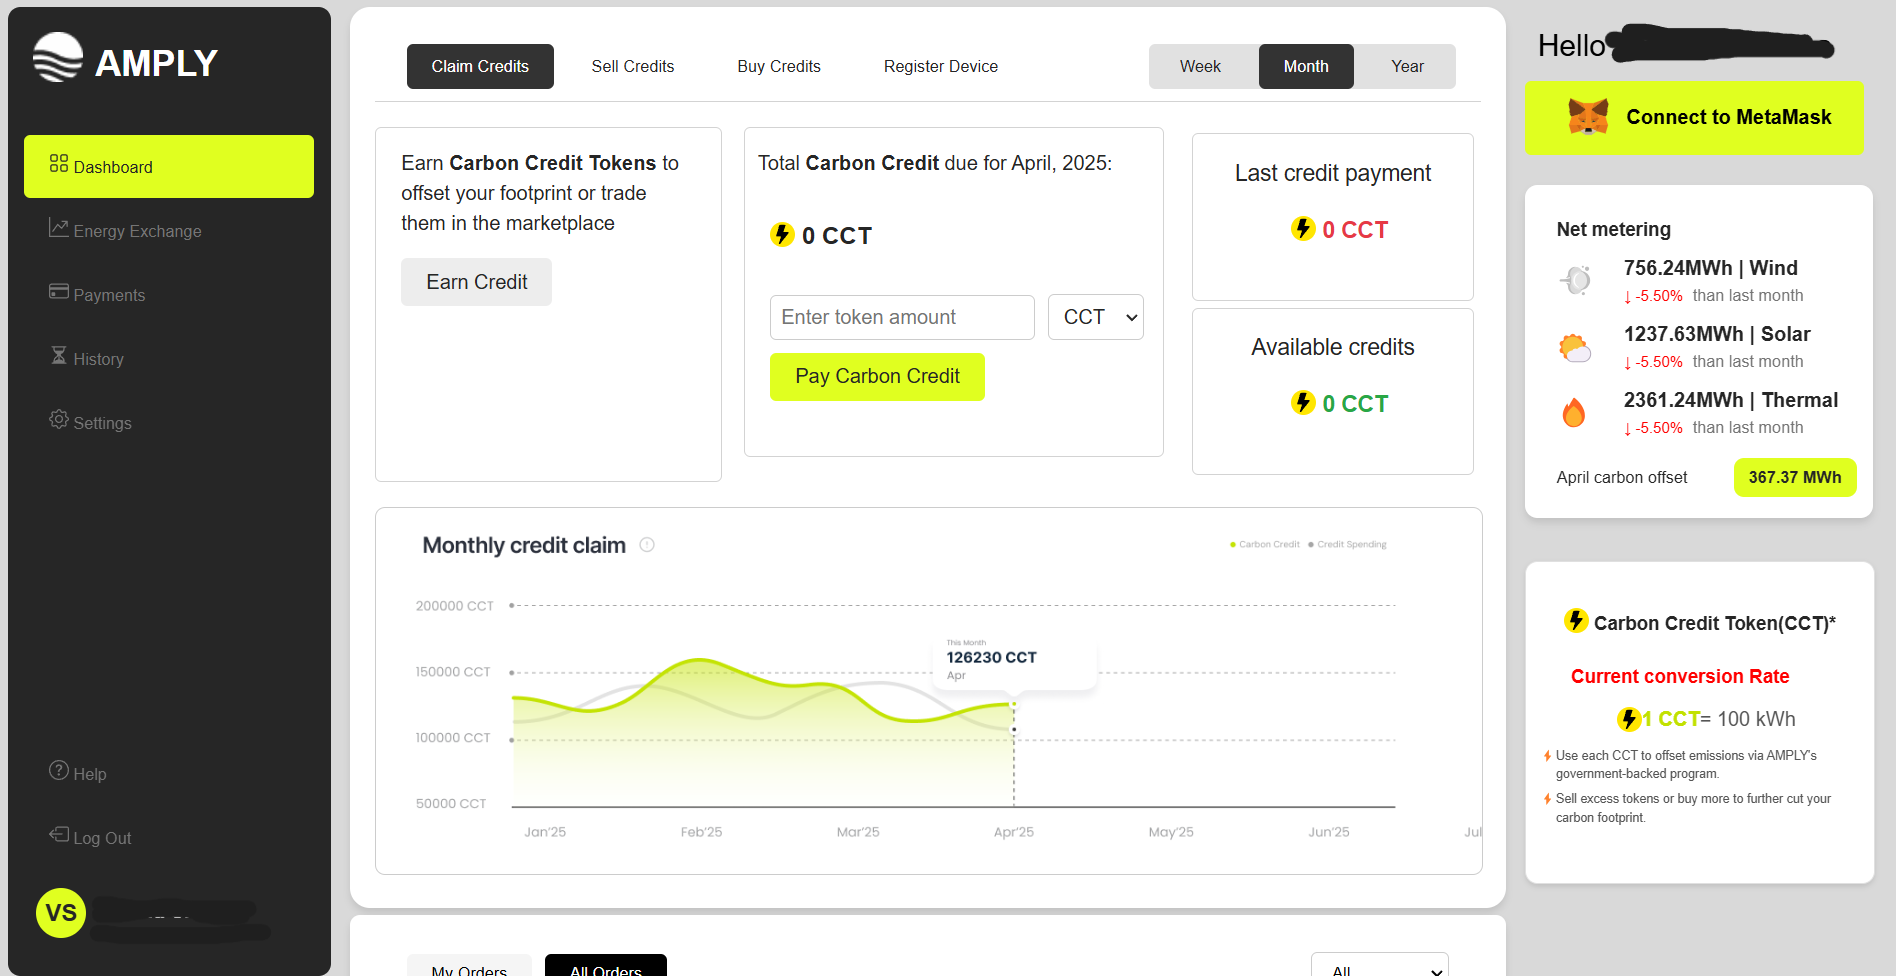 AMPLY
Dashboard
Energy Exchange
Payments
History
Settings
Help
Log Out
VS
Claim Credits
Sell Credits
Buy Credits
Register Device
Week
Month
Year
Earn Carbon Credit Tokens to
offset your footprint or trade
them in the marketplace
Earn Credit
Total Carbon Credit due for April, 2025:
0 CCT
Enter token amount
CCT
Pay Carbon Credit
Last credit payment
0 CCT
Available credits
0 CCT
Monthly credit claim
Carbon Credit
Credit Spending
200000 CCT
150000 CCT
100000 CCT
50000 CCT
This Month
126230 CCT
Apr
Jan'25
Feb'25
Mar'25
Apr'25
May'25
Jun'25
Jul
My Orders
All Orders
All
Hello
Connect to MetaMask
Net metering
756.24MWh | Wind
↓ -5.50% than last month
1237.63MWh | Solar
↓ -5.50% than last month
2361.24MWh | Thermal
↓ -5.50% than last month
April carbon offset
367.37 MWh
Carbon Credit Token(CCT)*
Current conversion Rate
1 CCT= 100 kWh
Use each CCT to offset emissions via AMPLY's
government-backed program.
Sell excess tokens or buy more to further cut your
carbon footprint.